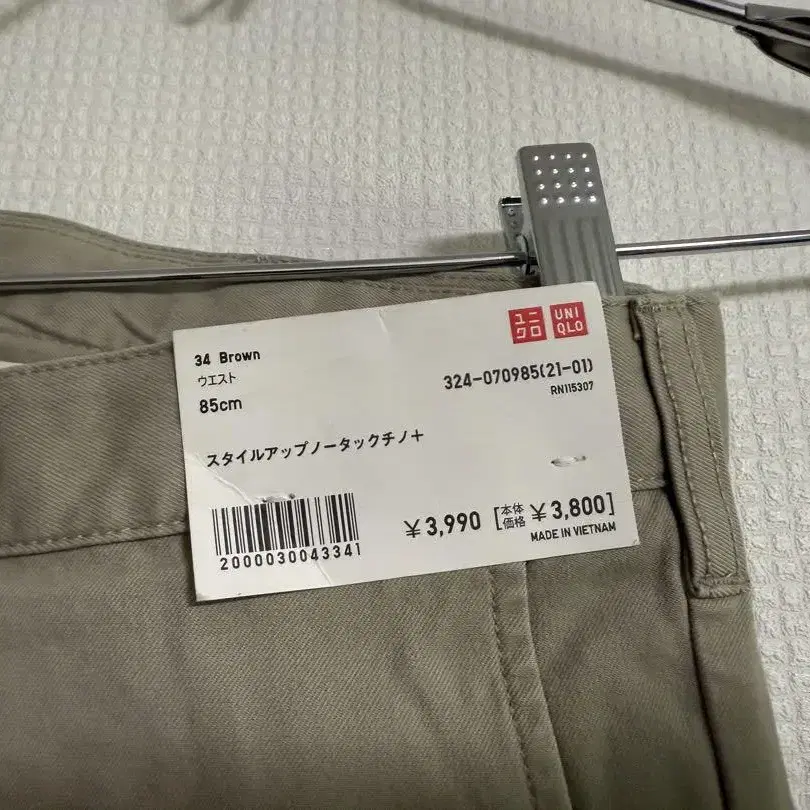 ユニ
クロ
UNI
QLO
34 Brown
ウエスト
85cm
324-070985(21-01)
RN115307
スタイルアップノータックチノ+
2000030043341
¥3,990 [本体価格 ¥3,800]
MADE IN VIETNAM